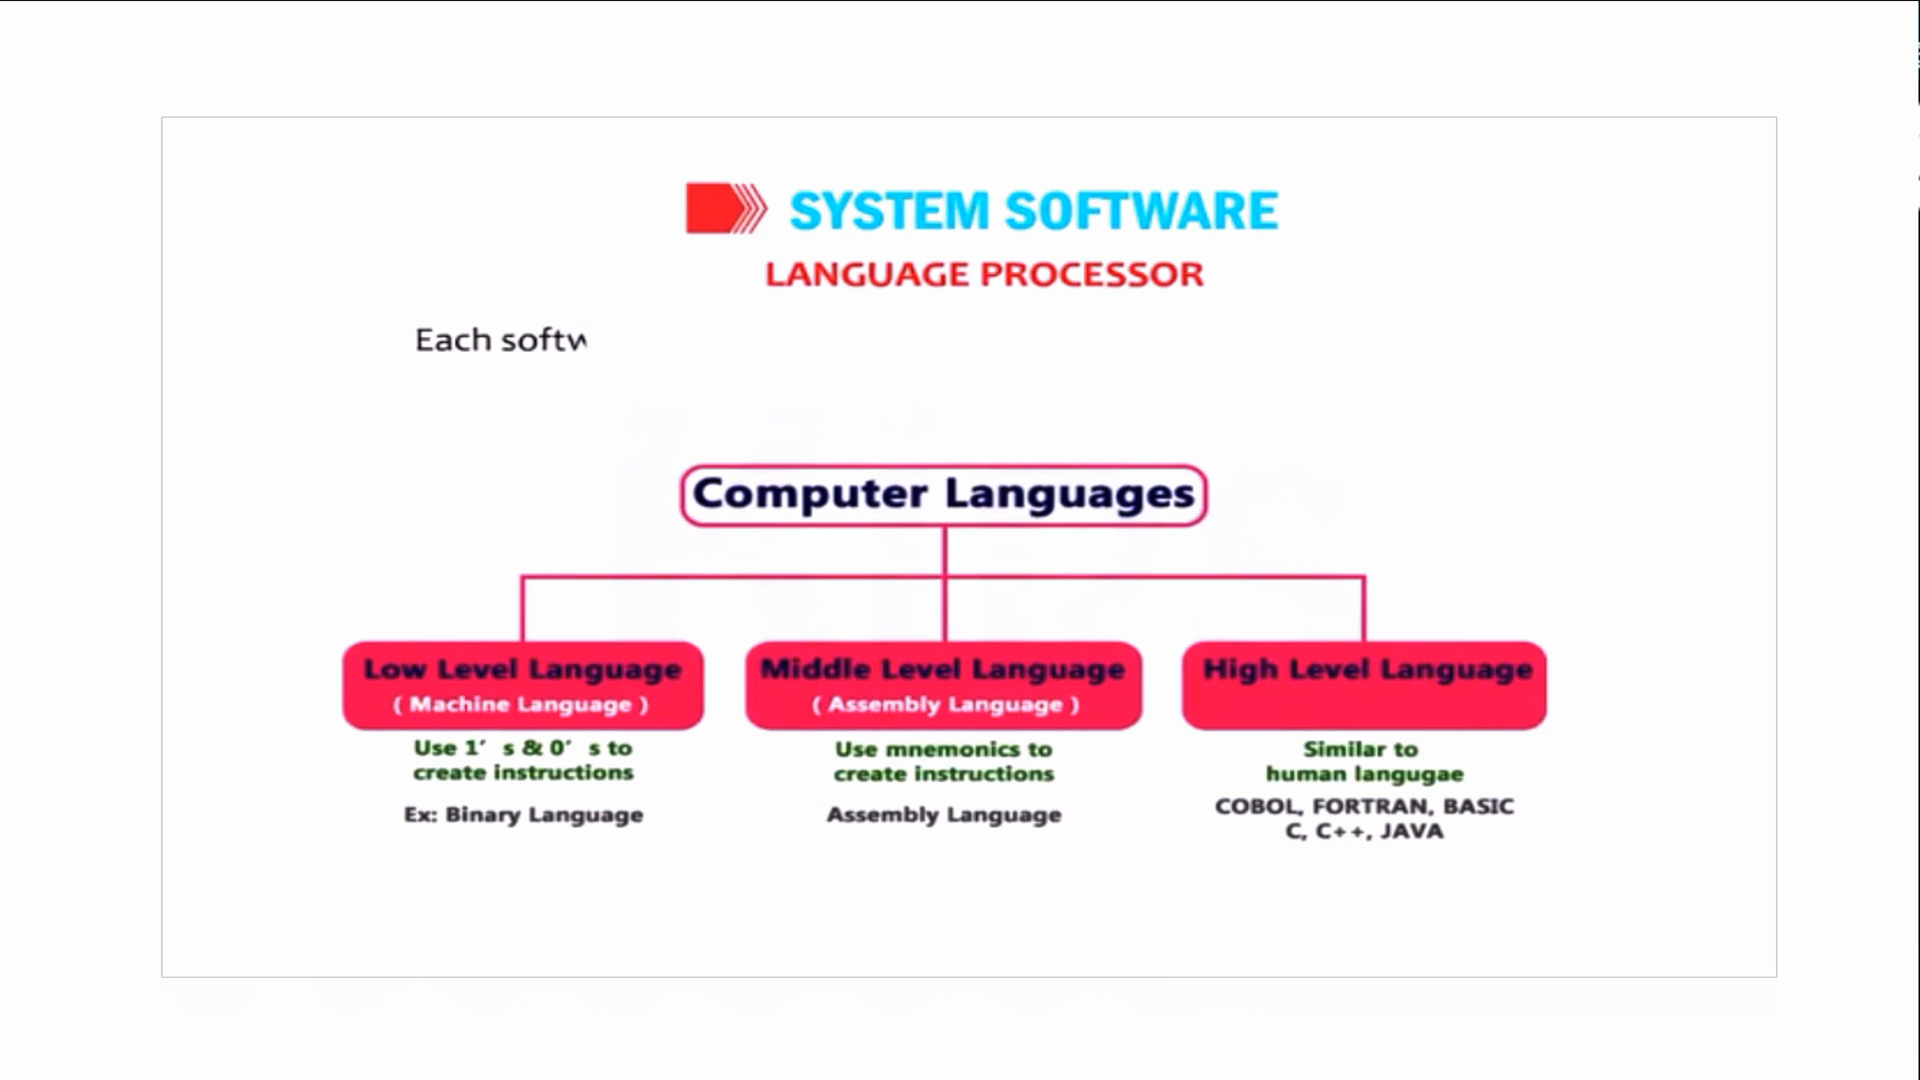 SYSTEM SOFTWARE
LANGUAGE PROCESSOR
Each softw
Computer Languages
Low Level Language
( Machine Language )
Use 1′ s & 0′ s to
create instructions
Ex: Binary Language
Middle Level Language
( Assembly Language )
Use mnemonics to
create instructions
Assembly Language
High Level Language
Similar to
human langugae
COBOL, FORTRAN, BASIC
C, C++, JAVA